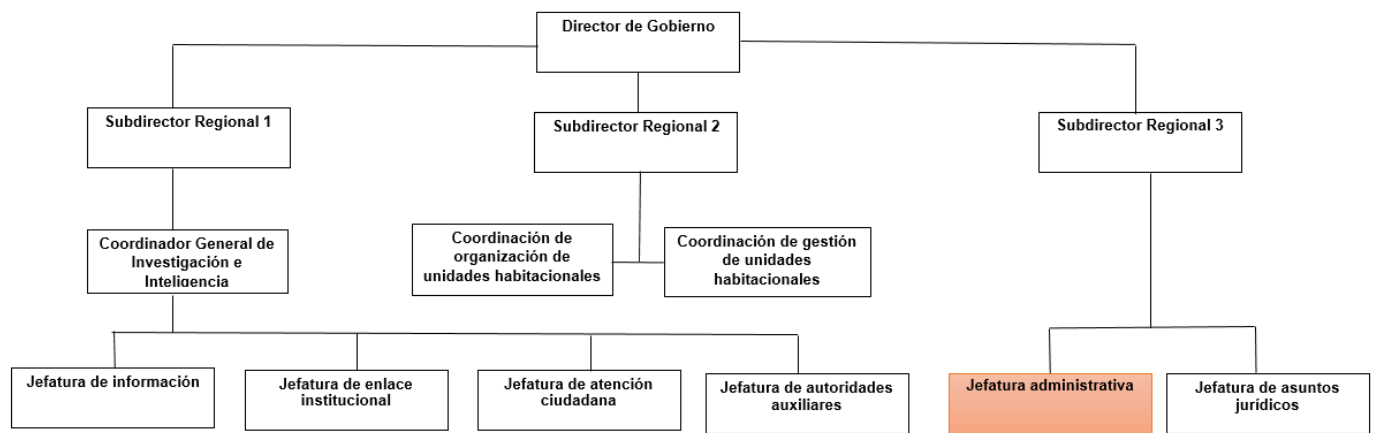 Director de Gobierno
Subdirector Regional 1
Subdirector Regional 2
Subdirector Regional 3
Coordinador General de
Investigación e
Inteligencia
Coordinación de
organización de
unidades habitacionales
Coordinación de gestión
de unidades
habitacionales
Jefatura de información
Jefatura de enlace
institucional
Jefatura de atención
ciudadana
Jefatura de autoridades
auxiliares
Jefatura administrativa
Jefatura de asuntos
jurídicos